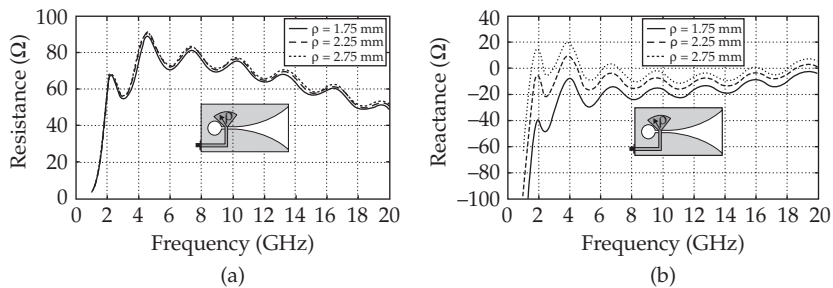 100
80
60
40
20
0
Resistance (Ω)
ρ = 1.75 mm
ρ = 2.25 mm
ρ = 2.75 mm
ρ
0 2 4 6 8 10 12 14 16 18 20
Frequency (GHz)
(a)
40
20
0
−20
−40
−60
−80
−100
Reactance (Ω)
ρ = 1.75 mm
ρ = 2.25 mm
ρ = 2.75 mm
ρ
0 2 4 6 8 10 12 14 16 18 20
Frequency (GHz)
(b)